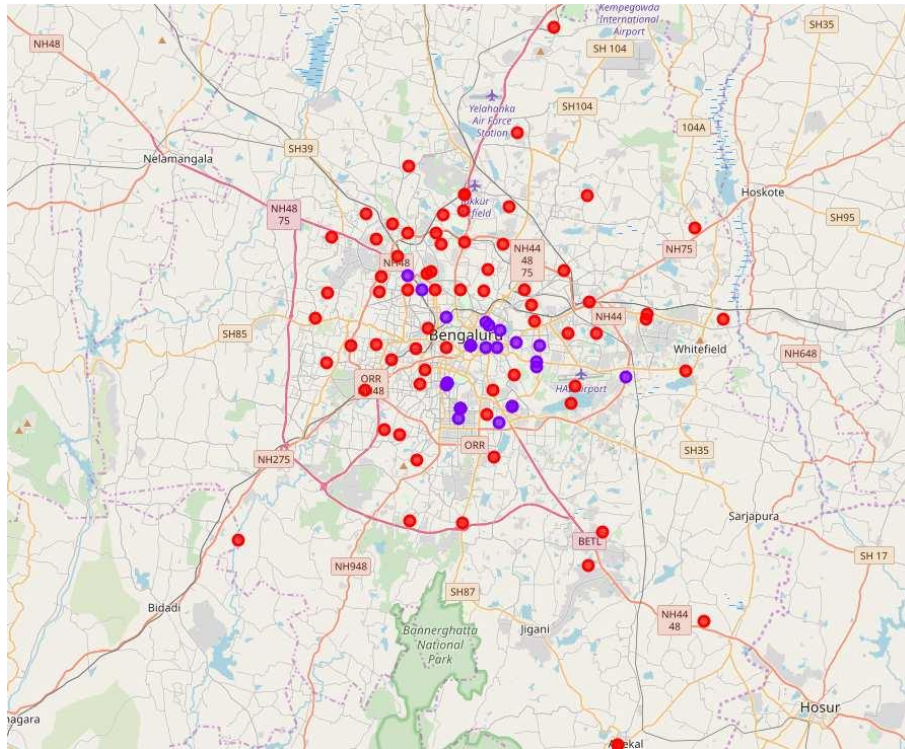 Kempegowda
International
Airport
SH35
NH48
SH 104
Yelahanka
Air Force
Station
SH104
104A
SH39
Nelamangala
Hoskote
NH48
75
SH95
NH48
NH44
48
75
NH75
SH85
Bengaluru
NH44
Whitefield
NH648
ORR
ORR
NH275
SH35
Sarjapura
BETL
SH 17
NH948
SH87
Bidadi
Bannerghatta
National
Park
Jigani
NH44
48
Hosur